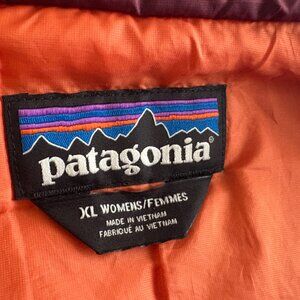 patagonia®
XL WOMENS/FEMMES
MADE IN VIETNAM
FABRIQUÉ AU VIETNAM